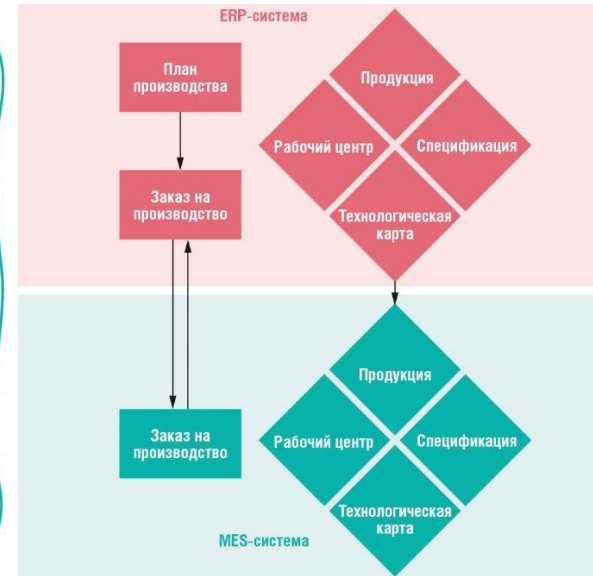 ERP-система
План
производства
Продукция
Рабочий центр
Спецификация
Заказ на
производство
Технологическая
карта
Продукция
Заказ на
производство
Рабочий центр
Спецификация
Технологическая
карта
MES-система